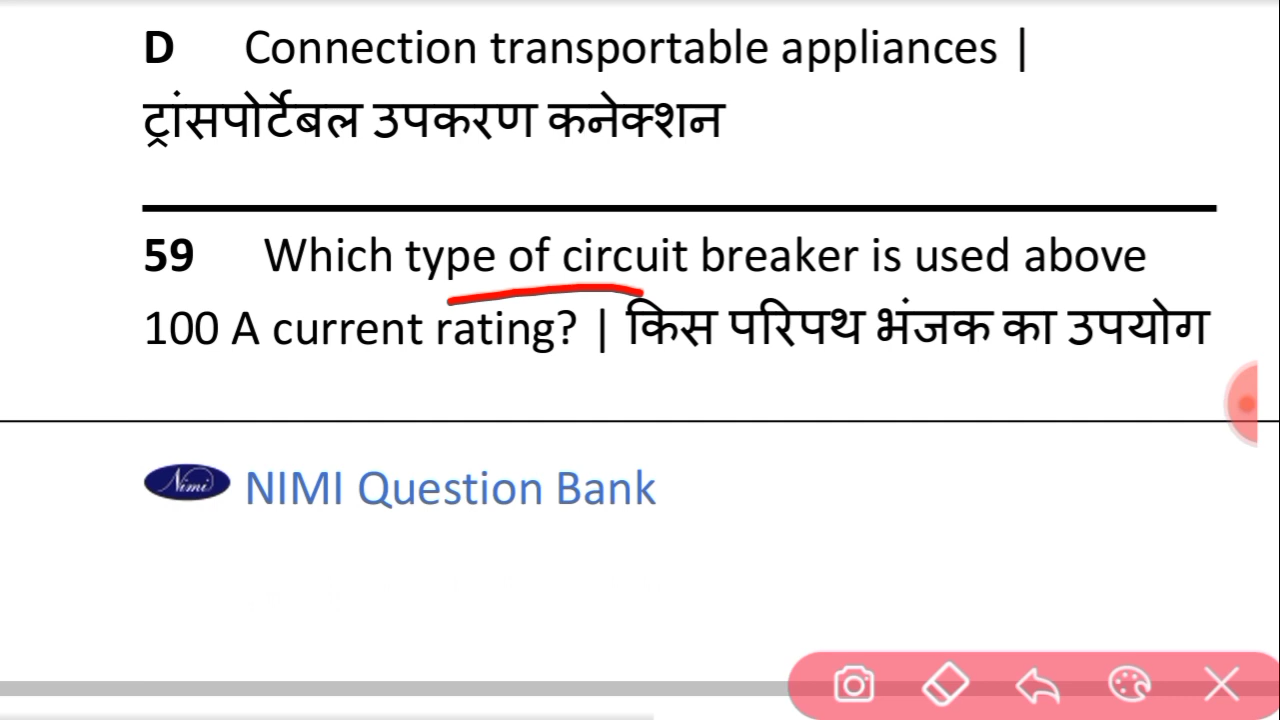 D Connection transportable appliances |
ट्रांसपोर्टेबल उपकरण कनेक्शन
59 Which type of circuit breaker is used above
100 A current rating? | किस परिपथ भंजक का उपयोग
Nimi NIMI Question Bank